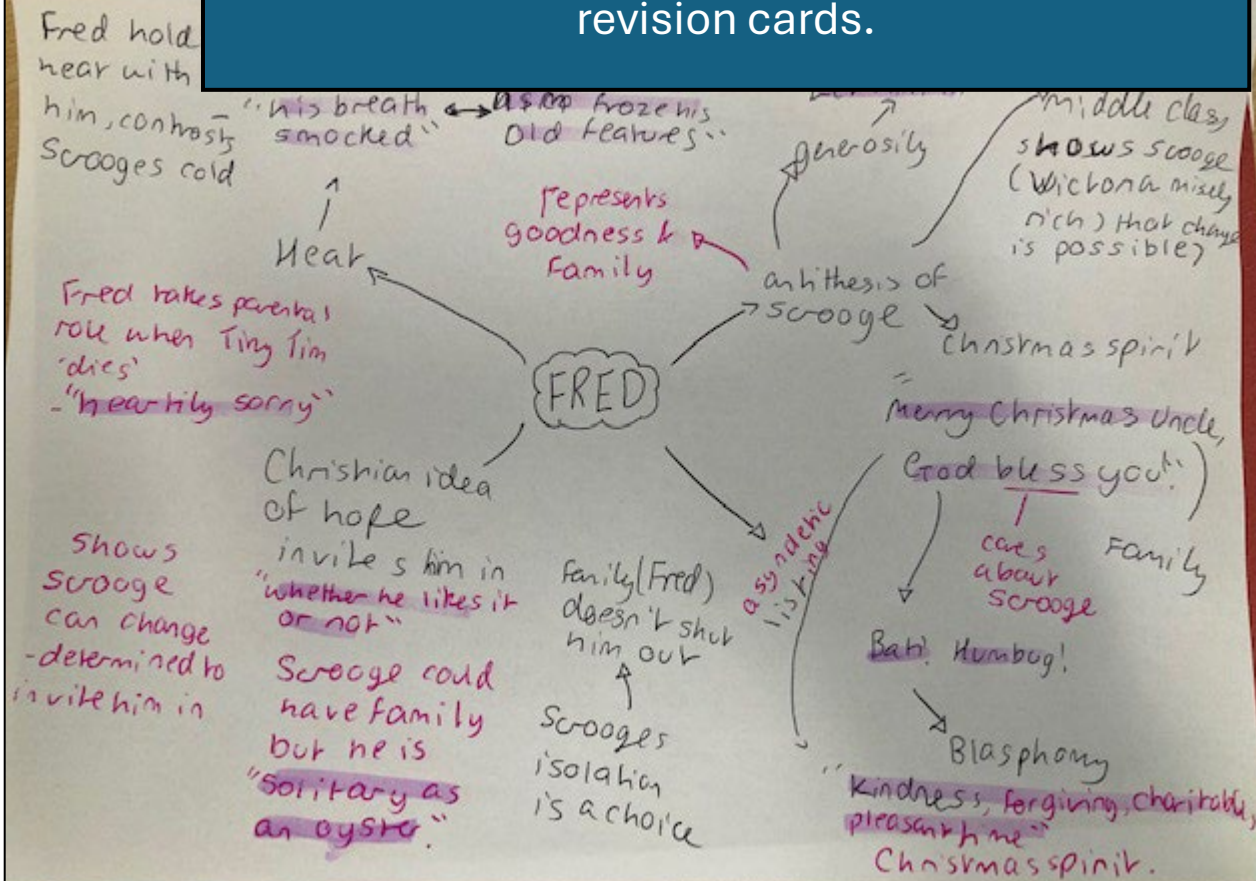 revision cards.
Fred hold
hear with
him, contrasts
Scrooges cold
"his breath
smocked"
froze his
old features"
generosity
middle class,
shows scooge
(Victoria misely
rich) that change
is possible)
represents
goodness &
Family
Heat
antithesis of
scrooge
Christmas spirit
Fred takes parental
role when Tiny Tim
'dies'
-"heartily sorry"
FRED
"Merry Christmas Uncle,
God bless you!"
cares
about
scrooge
Family
Bah! Humbug!
Blasphomy
asyndetic
listing
"Kindness, forgiving, charitable,
pleasant time"
Christmas spirit.
Christian idea
of hope
invites him in
"whether he likes it
or not"
Shows
scrooge
can change
-determined to
invite him in
Scrooge could
have family
but he is
"Solitary as
an oyster."
Family (Fred)
doesn't shut
him out
Scrooges
isolation
is a choice